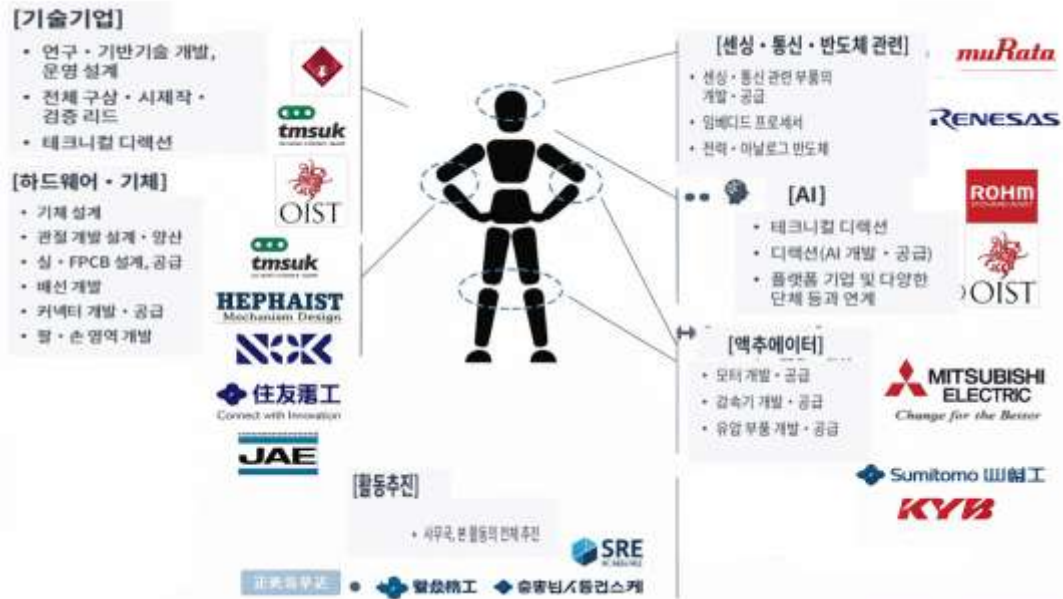 [기술기업]
• 연구・기반기술 개발,
운영 설계
• 전체 구상・시제작・
검증 리드
• 테크니컬 디렉션
tmsuk
OIST
[하드웨어・기체]
• 기체 설계
• 관절 개발 설계・양산
• 실・FPCB 설계, 공급
• 배선 개발
• 커넥터 개발・공급
• 팔・손 영역 개발
tmsuk
HEPHAIST
Mechanism Design
NOK
住友重工
Connect with Innovation
JAE
[센싱・통신・반도체 관련]
• 센싱・통신 관련 부품의
개발・공급
• 임베디드 프로세서
• 전력・아날로그 반도체
muRata
RENESAS
ROHM
[AI]
• 테크니컬 디렉션
• 디렉션(AI 개발・공급)
• 플랫폼 기업 및 다양한
단체 등과 연계
OIST
[액추에이터]
• 모터 개발・공급
• 감속기 개발・공급
• 유압 부품 개발・공급
MITSUBISHI
ELECTRIC
Change for the Better
Sumitomo
KYB
[활동추진]
• 사무국, 본 활동의 전체 추진
SRE